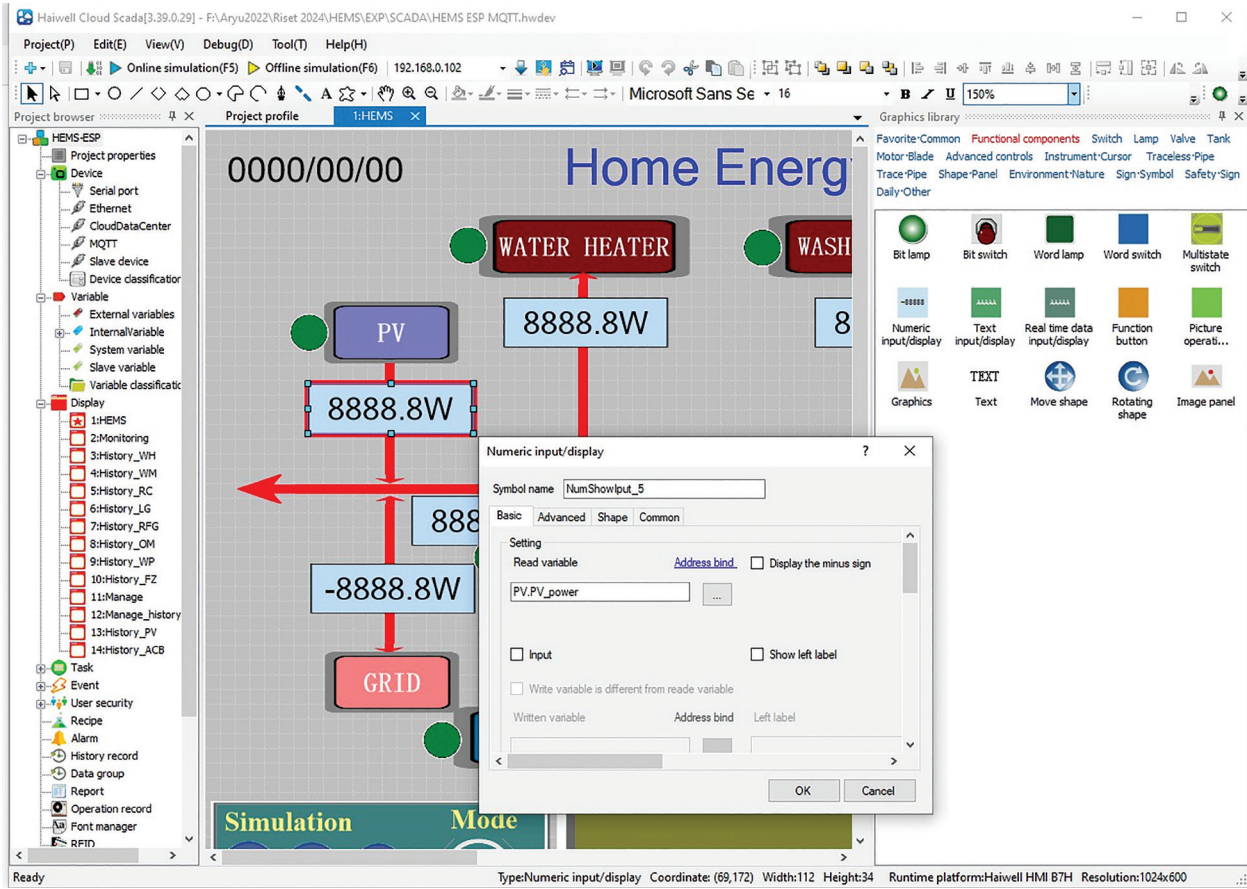 Haiwell Cloud Scada[3.39.0.29] - F:\Aryu2022\Riset 2024\HEMS\EXP\SCADA\HEMS ESP MQTT.hwdev
Project(P) Edit(E) View(V) Debug(D) Tool(T) Help(H)
Online simulation(F5) Offline simulation(F6) 192.168.0.102
Microsoft Sans Se 16 B I U 150%
Project browser
HEMS-ESP
Project properties
Device
Serial port
Ethernet
CloudDataCenter
MQTT
Slave device
Device classification
Variable
External variables
InternalVariable
System variable
Slave variable
Variable classificatic
Display
1:HEMS
2:Monitoring
3:History_WH
4:History_WM
5:History_RC
6:History_LG
7:History_RFG
8:History_OM
9:History_WP
10:History_FZ
11:Manage
12:Manage_history
13:History_PV
14:History_ACB
Task
Event
User security
Recipe
Alarm
History record
Data group
Report
Operation record
Font manager
RFID
Project profile 1:HEMS
0000/00/00 Home Energ
WATER HEATER WASH
8888.8W 8
PV
8888.8W
888
-8888.8W
GRID
Simulation Mode
Numeric input/display ?
Symbol name NumShowIput_5
Basic Advanced Shape Common
Setting
Read variable Address bind Display the minus sign
PV.PV_power ...
Input Show left label
Write variable is different from reade variable
Written variable Address bind Left label
OK Cancel
Graphics library
Favorite·Common Functional components Switch Lamp Valve Tank
Motor·Blade Advanced controls Instrument·Cursor Traceless·Pipe
Trace·Pipe Shape·Panel Environment·Nature Sign·Symbol Safety·Sign
Daily·Other
Bit lamp Bit switch Word lamp Word switch Multistate switch
-88888 AAAAA AAAAA
Numeric input/display Text input/display Real time data input/display Function button Picture operati...
TEXT
Graphics Text Move shape Rotating shape Image panel
Ready Type:Numeric input/display Coordinate: (69,172) Width:112 Height:34 Runtime platform:Haiwell HMI B7H Resolution:1024x600